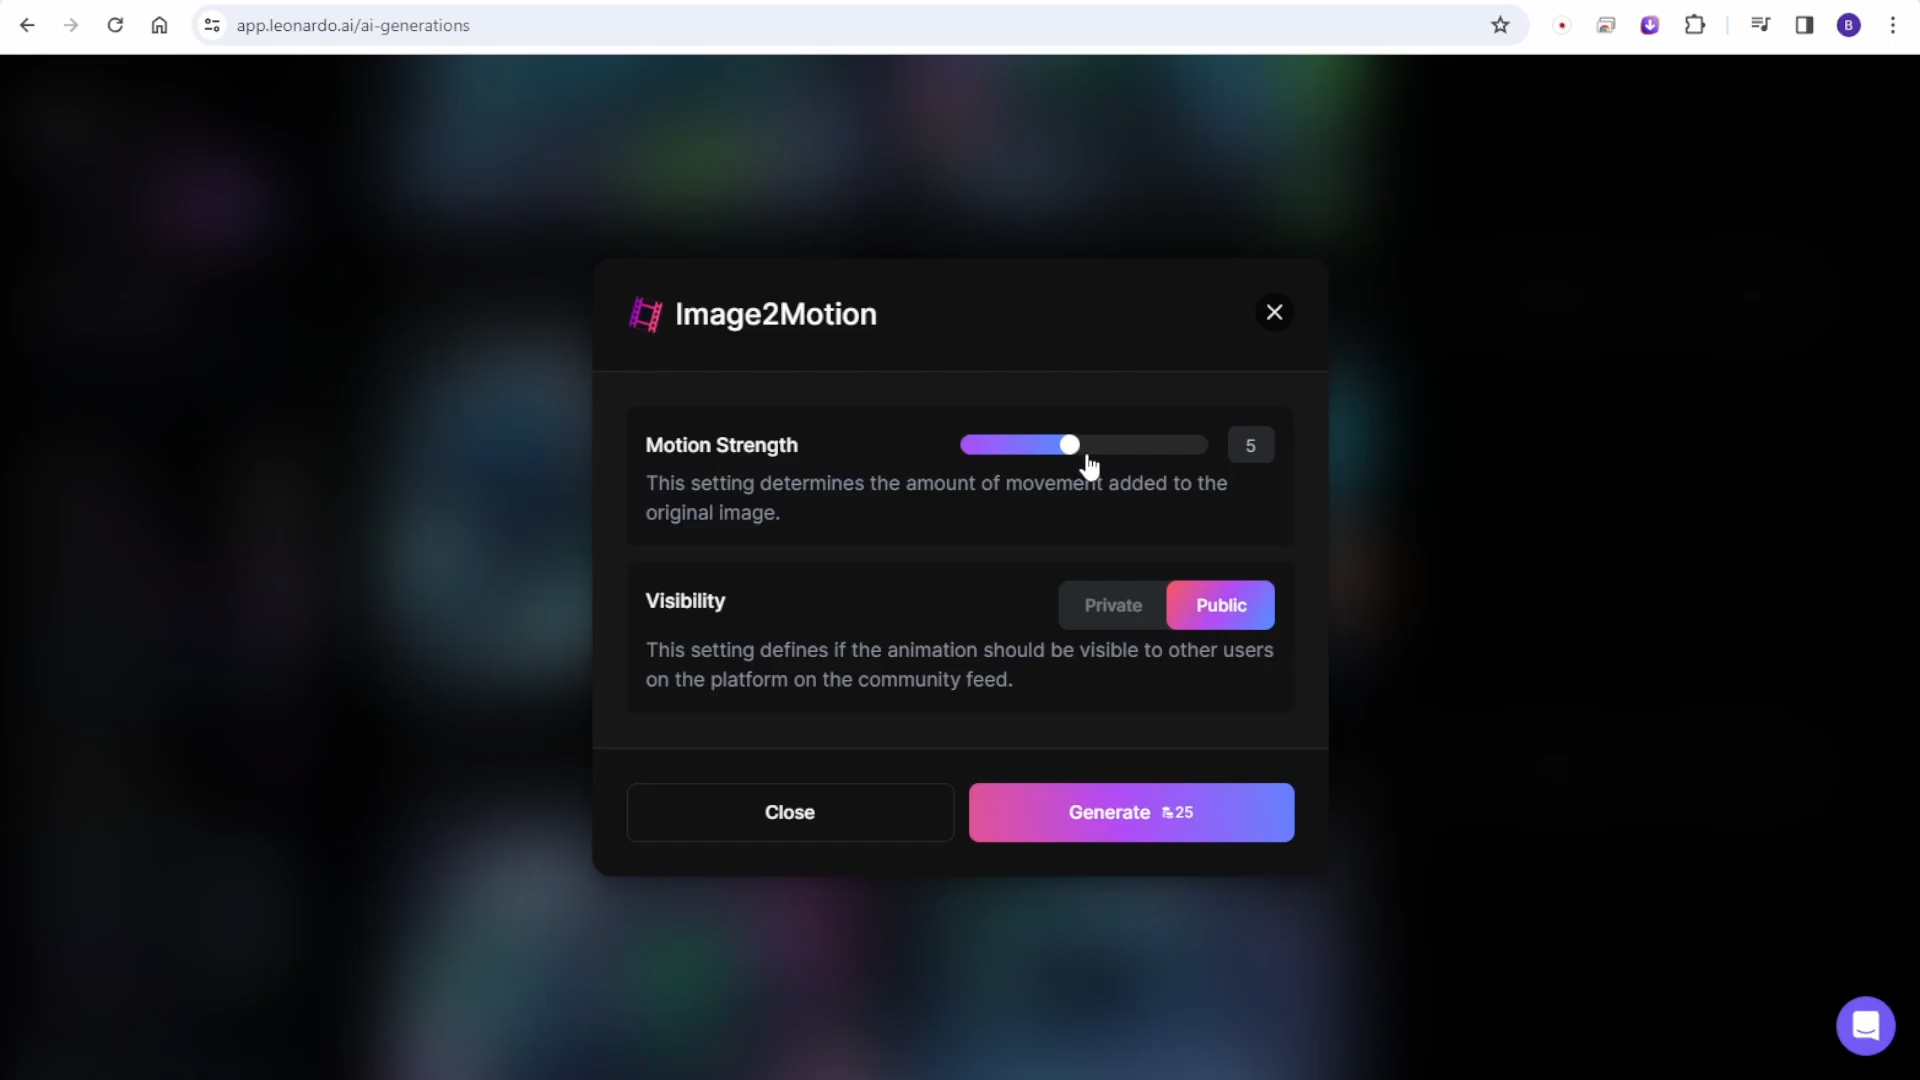 app.leonardo.ai/ai-generations
B
Image2Motion
Motion Strength
5
This setting determines the amount of movement added to the
original image.
Visibility
Private
Public
This setting defines if the animation should be visible to other users
on the platform on the community feed.
Close
Generate 25